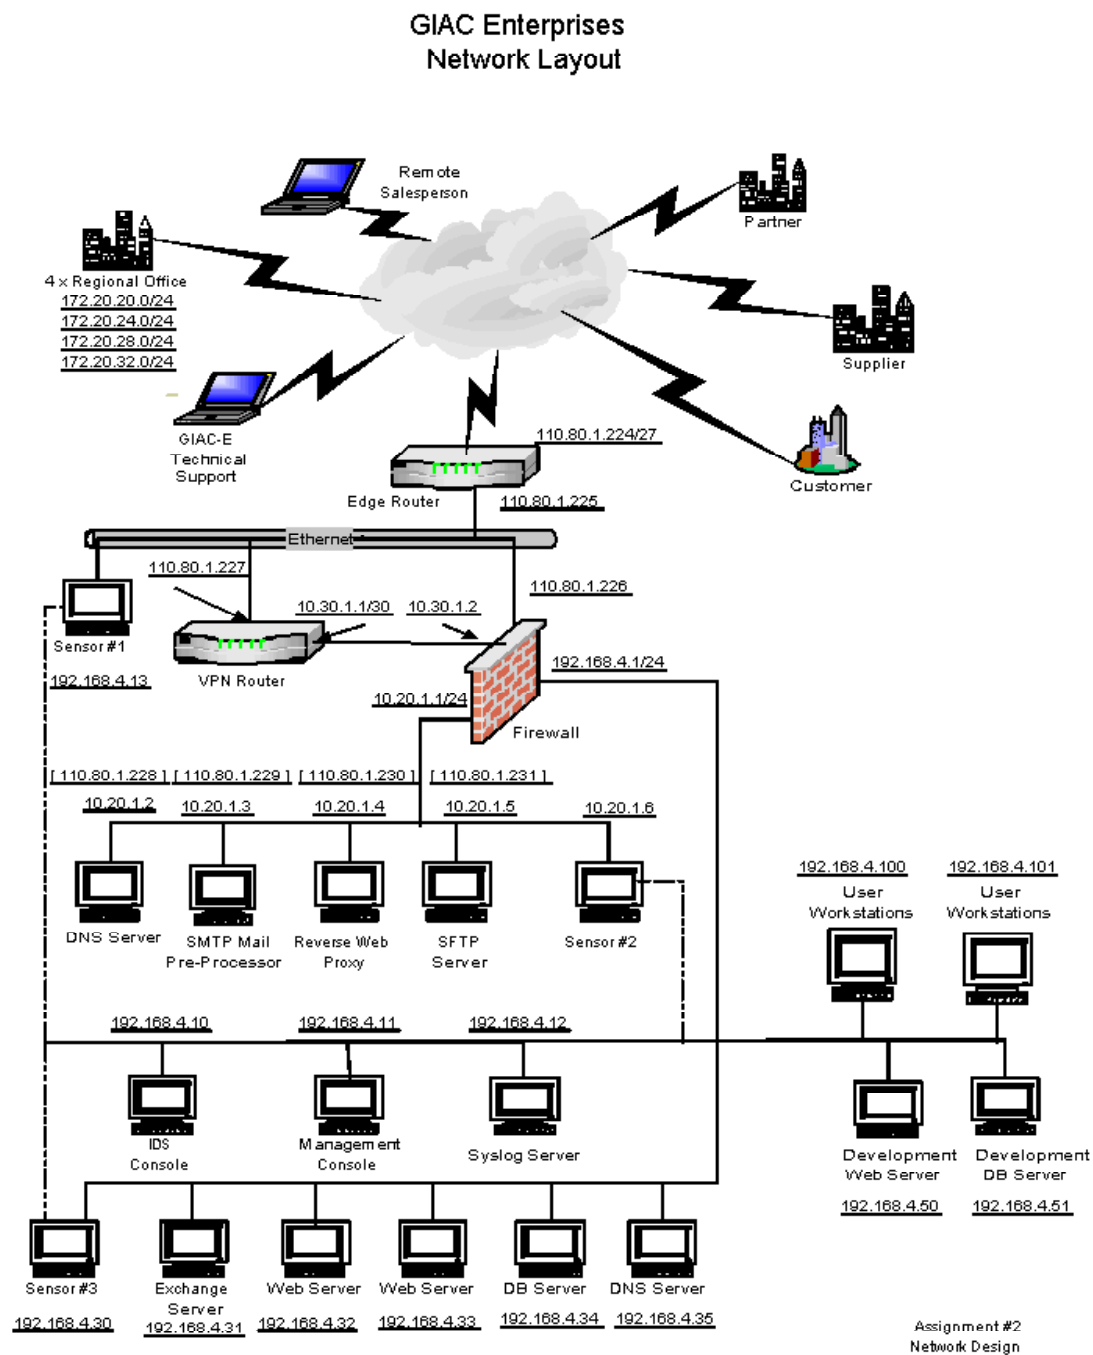 GIAC Enterprises
Network Layout
Remote
Salesperson
Partner
4 x Regional Office
172.20.20.0/24
172.20.24.0/24
172.20.28.0/24
172.20.32.0/24
Supplier
GIAC-E
Technical
Support
110.80.1.224/27
Customer
Edge Router
110.80.1.225
Ethernet
110.80.1.227
110.80.1.226
10.30.1.1/30
10.30.1.2
Sensor #1
192.168.4.13
VPN Router
192.168.4.1/24
10.20.1.1/24
Firewall
[ 110.80.1.228 ]
[ 110.80.1.229 ]
[ 110.80.1.230 ]
[ 110.80.1.231 ]
10.20.1.2
10.20.1.3
10.20.1.4
10.20.1.5
10.20.1.6
DNS Server
SMTP Mail
Pre-Processor
Reverse Web
Proxy
SFTP
Server
Sensor #2
192.168.4.100
User
Workstations
192.168.4.101
User
Workstations
192.168.4.10
192.168.4.11
192.168.4.12
IDS
Console
Management
Console
Syslog Server
Development
Web Server
192.168.4.50
Development
DB Server
192.168.4.51
Sensor #3
192.168.4.30
Exchange
Server
192.168.4.31
Web Server
192.168.4.32
Web Server
192.168.4.33
DB Server
192.168.4.34
DNS Server
192.168.4.35
Assignment #2
Network Design